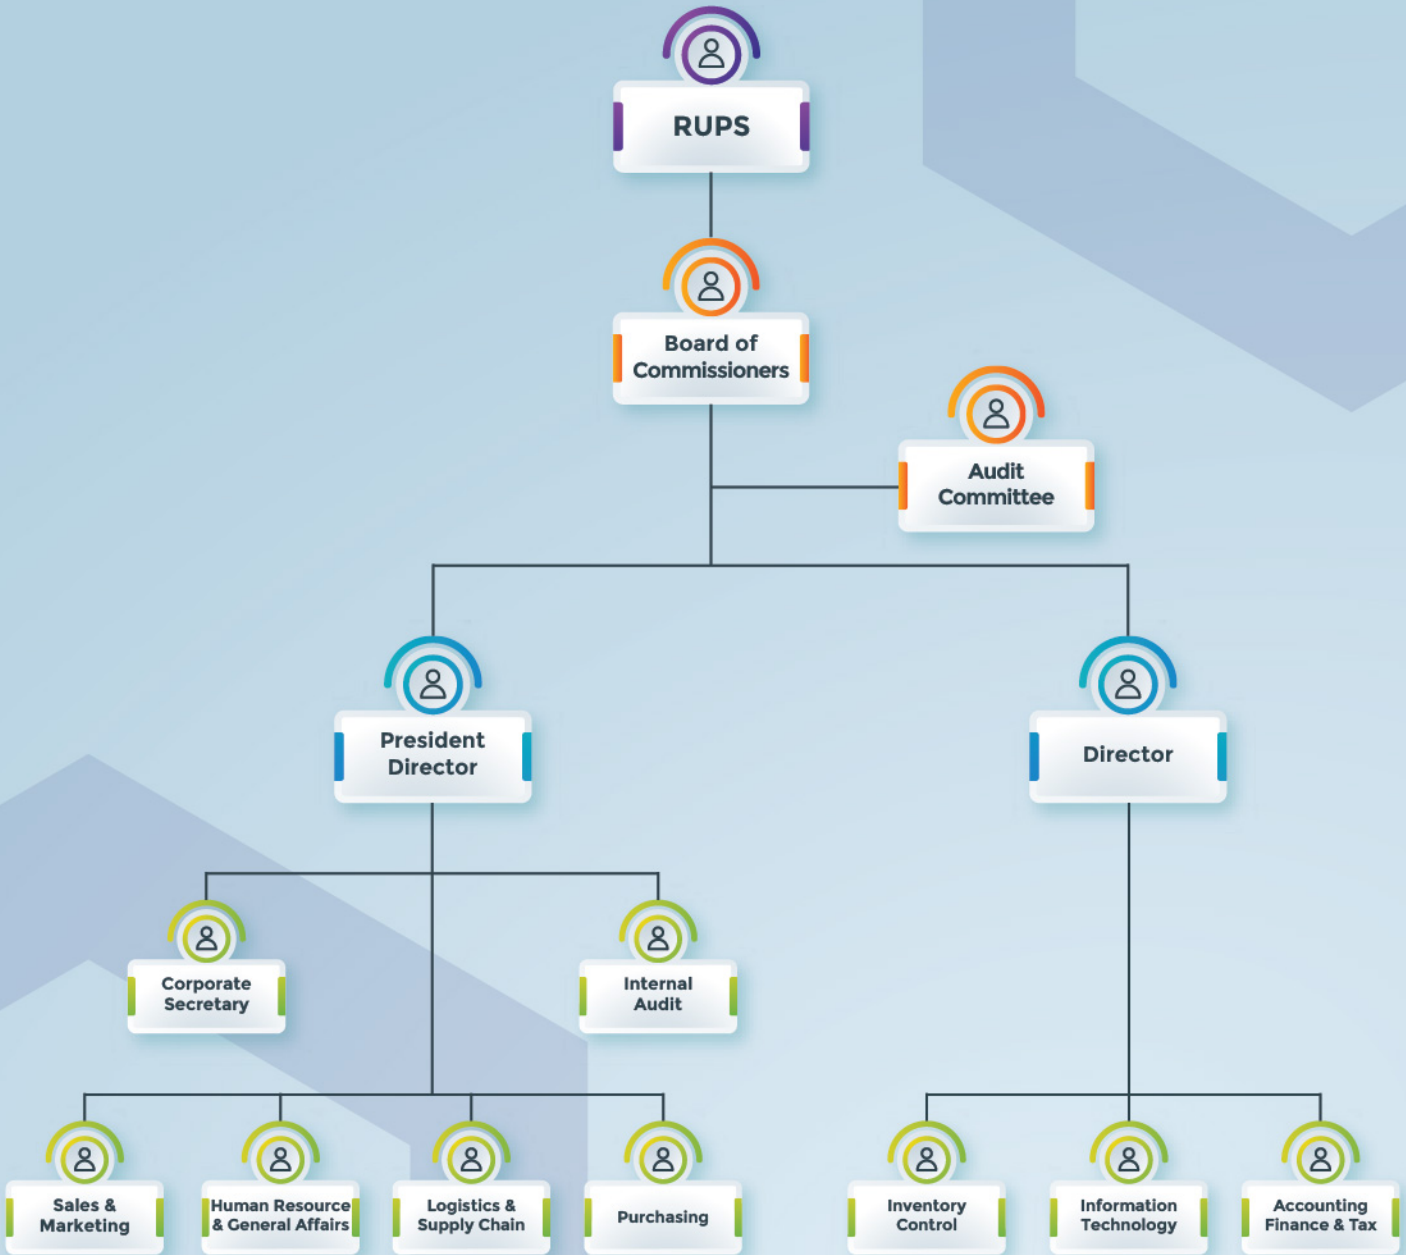 RUPS
Board of
Commissioners
Audit
Committee
President
Director
Director
Corporate
Secretary
Internal
Audit
Sales &
Marketing
Human Resource
& General Affairs
Logistics &
Supply Chain
Purchasing
Inventory
Control
Information
Technology
Accounting
Finance & Tax